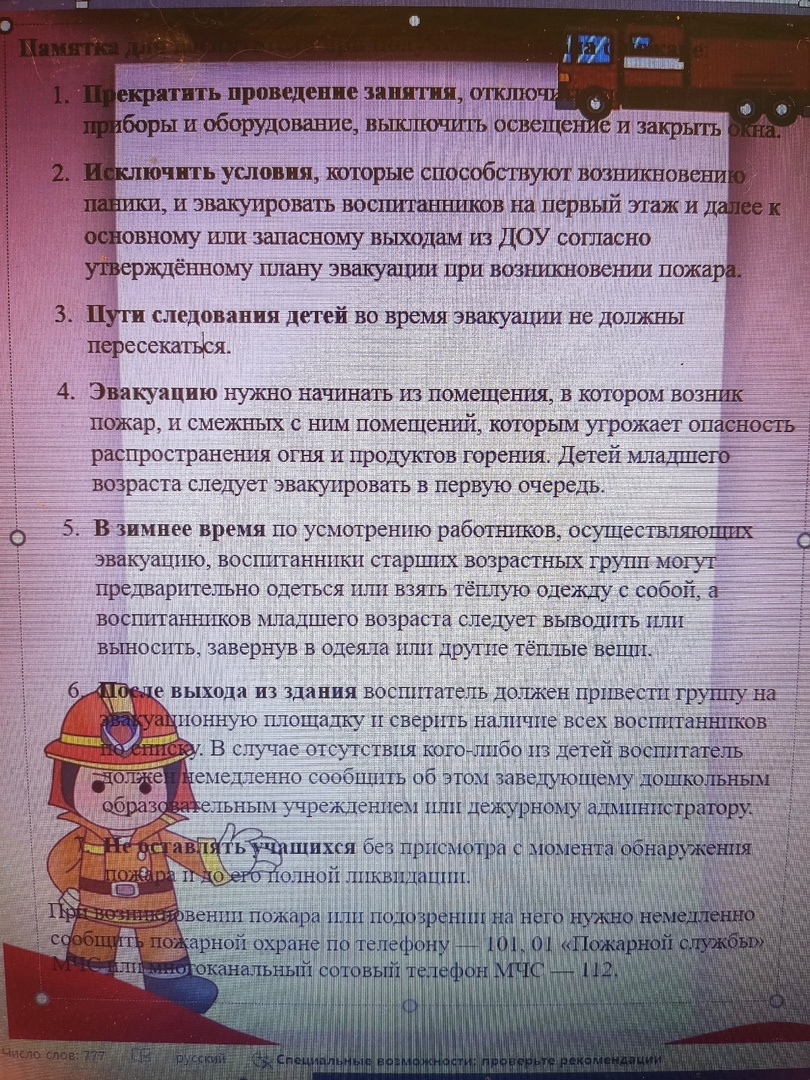 Памятка для
1. Прекратить проведение занятия,
приборы и оборудование, выключить освещение и закрыть окна.
2. Исключить условия, которые способствуют возникновению
паники, и эвакуировать воспитанников на первый этаж и далее к
основному или запасному выходам из ДОУ согласно
утверждённому плану эвакуации при возникновении пожара.
3. Пути следования детей во время эвакуации не должны
пересекаться.
4. Эвакуацию нужно начинать из помещения, в котором возник
пожар, и смежных с ним помещений, которым угрожает опасность
распространения огня и продуктов горения. Детей младшего
возраста следует эвакуировать в первую очередь.
5. В зимнее время по усмотрению работников, осуществляющих
эвакуацию, воспитанники старших возрастных групп могут
предварительно одеться или взять тёплую одежду с собой, а
воспитанников младшего возраста следует выводить или
выносить, завернув в одеяла или другие тёплые вещи.
6. После выхода из здания воспитатель должен привести группу на
эвакуационную площадку и сверить наличие всех воспитанников
по списку. В случае отсутствия кого-либо из детей воспитатель
должен немедленно сообщить об этом заведующему дошкольным
образовательным учреждением или дежурному администратору.
7. Не оставлять учащихся без присмотра с момента обнаружения
пожара и до его полной ликвидации.
При возникновении пожара или подозрении на него нужно немедленно
сообщить пожарной охране по телефону — 101, 01 «Пожарной службы»
МЧС или многоканальный сотовый телефон МЧС — 112.
Число слов: 777 русский Специальные возможности: проверьте рекомендации